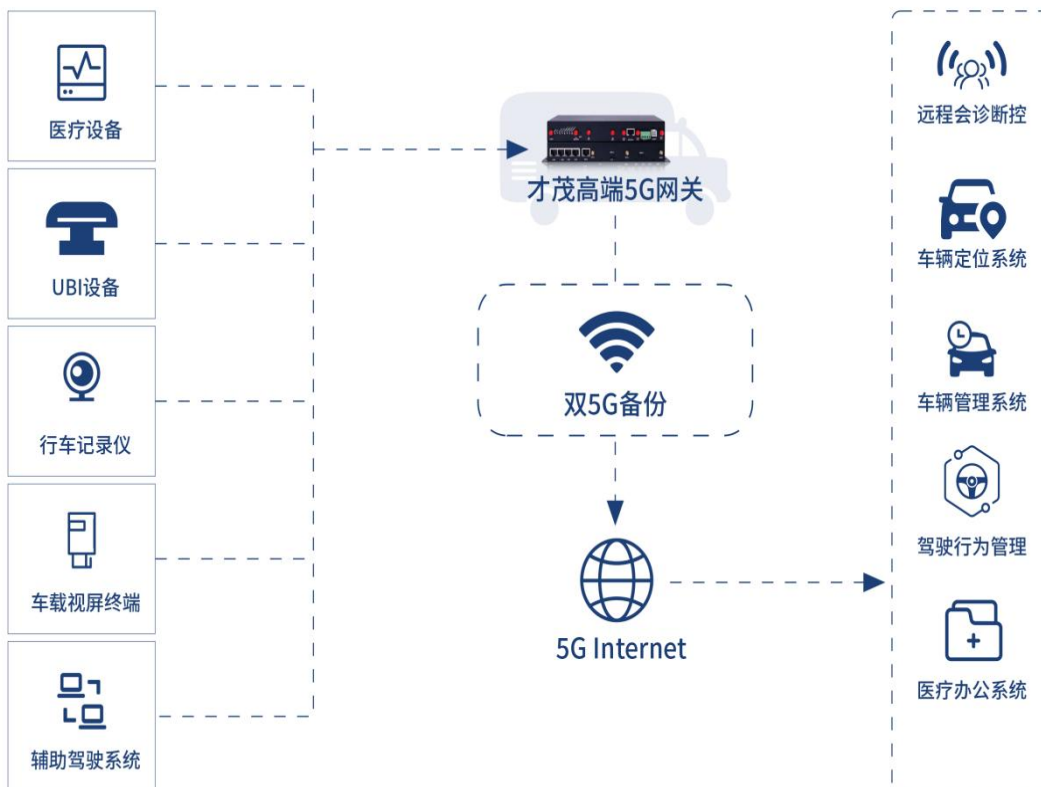 医疗设备
UBI设备
行车记录仪
车载视屏终端
辅助驾驶系统
才茂高端5G网关
双5G备份
5G Internet
远程会诊断控
车辆定位系统
车辆管理系统
驾驶行为管理
医疗办公系统